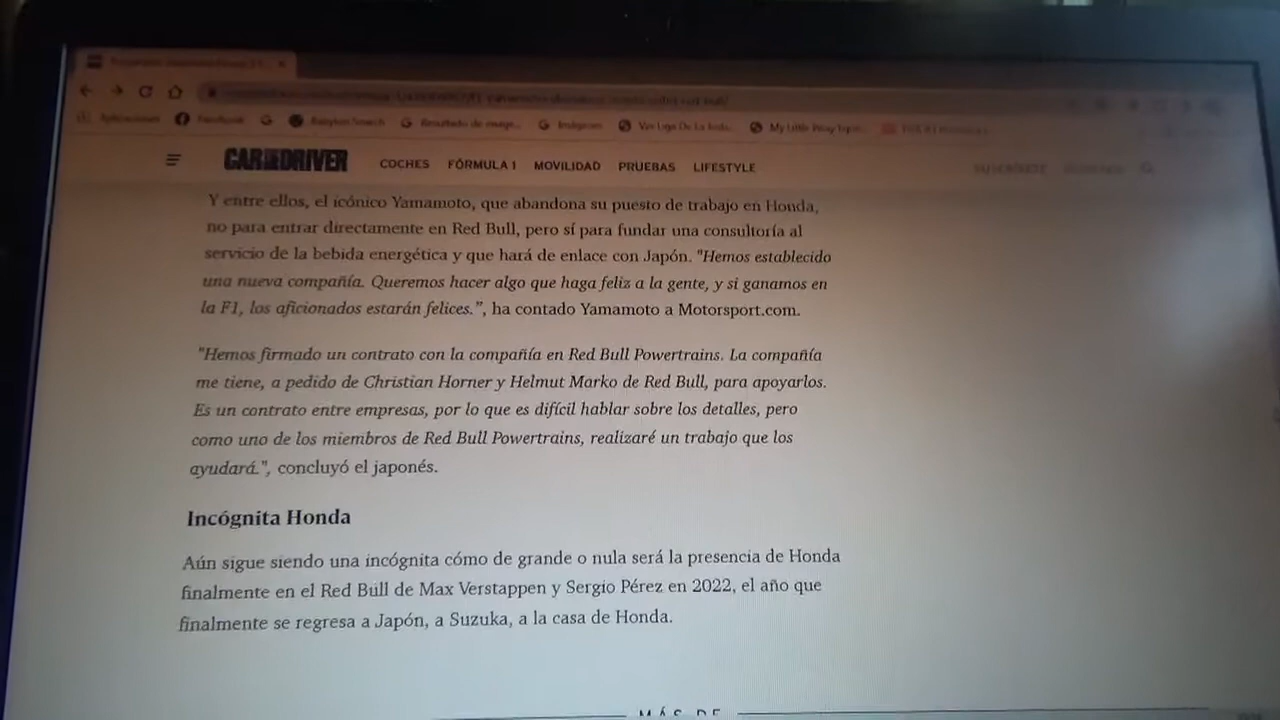 Facebook
CAR AND DRIVER
COCHES FÓRMULA 1 MOVILIDAD PRUEBAS LIFESTYLE
SUSCRÍBETE
Y entre ellos, el icónico Yamamoto, que abandona su puesto de trabajo en Honda,
no para entrar directamente en Red Bull, pero sí para fundar una consultoría al
servicio de la bebida energética y que hará de enlace con Japón. "Hemos establecido
una nueva compañía. Queremos hacer algo que haga feliz a la gente, y si ganamos en
la F1, los aficionados estarán felices.", ha contado Yamamoto a Motorsport.com.
"Hemos firmado un contrato con la compañía en Red Bull Powertrains. La compañía
me tiene, a pedido de Christian Horner y Helmut Marko de Red Bull, para apoyarlos.
Es un contrato entre empresas, por lo que es difícil hablar sobre los detalles, pero
como uno de los miembros de Red Bull Powertrains, realizaré un trabajo que los
ayudará.", concluyó el japonés.
Incógnita Honda
Aún sigue siendo una incógnita cómo de grande o nula será la presencia de Honda
finalmente en el Red Bull de Max Verstappen y Sergio Pérez en 2022, el año que
finalmente se regresa a Japón, a Suzuka, a la casa de Honda.
MÁS DE